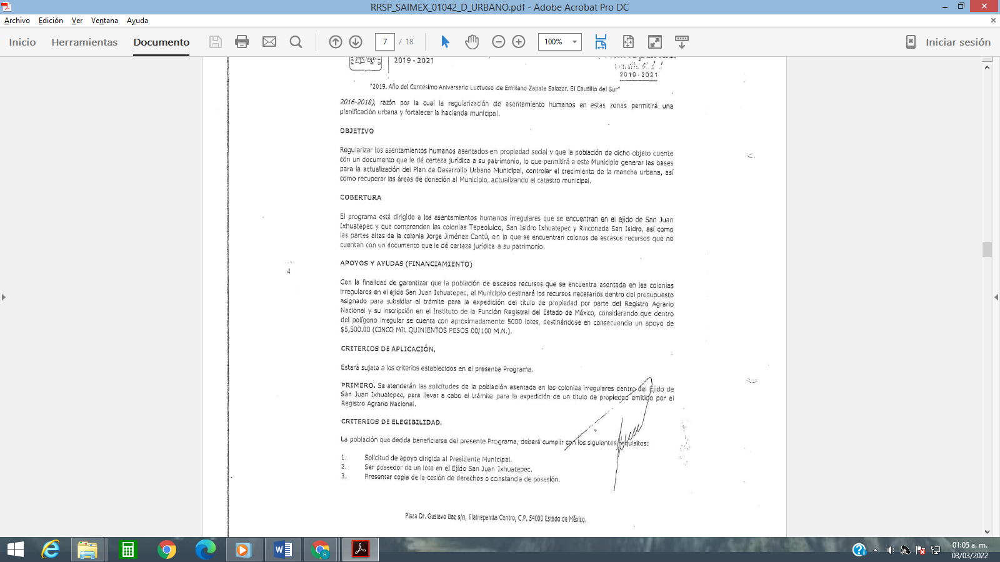 RRSP_SAIMEX_01042_D_URBANO.pdf - Adobe Acrobat Pro DC
Archivo Edición Ver Ventana Ayuda
Inicio Herramientas Documento 7 / 18 100% Iniciar sesión
2019 - 2021
2019 - 2021
"2019. Año del Centésimo Aniversario Luctuoso de Emiliano Zapata Salazar. El Caudillo del Sur"
2016-2018), razón por la cual la regularización de asentamiento humanos en estas zonas permitirá una
planificación urbana y fortalecer la hacienda municipal.
OBJETIVO
Regularizar los asentamientos humanos asentados en propiedad social y que la población de dicho objeto cuente
con un documento que le dé certeza jurídica a su patrimonio, lo que permitirá a este Municipio generar las bases
para la actualización del Plan de Desarrollo Urbano Municipal, controlar el crecimiento de la mancha urbana, así
como recuperar las áreas de donación al Municipio, actualizando el catastro municipal.
COBERTURA
El programa está dirigido a los asentamientos humanos irregulares que se encuentran en el ejido de San Juan
Ixhuatepec y que comprenden las colonias Tepeolulco, San Isidro Ixhuatepec y Rinconada San Isidro, así como
las partes altas de la colonia Jorge Jiménez Cantú, en la que se encuentran colonos de escasos recursos que no
cuentan con un documento que le dé certeza jurídica a su patrimonio.
4
APOYOS Y AYUDAS (FINANCIAMIENTO)
Con la finalidad de garantizar que la población de escasos recursos que se encuentra asentada en las colonias
irregulares en el ejido San Juan Ixhuatepec, el Municipio destinará los recursos necesarios dentro del presupuesto
asignado para subsidiar el trámite para la expedición del título de propiedad por parte del Registro Agrario
Nacional y su inscripción en el Instituto de la Función Registral del Estado de México, considerando que dentro
del polígono irregular se cuenta con aproximadamente 5000 lotes, destinándose en consecuencia un apoyo de
$5,500.00 (CINCO MIL QUINIENTOS PESOS 00/100 M.N.).
CRITERIOS DE APLICACIÓN.
Estará sujeta a los criterios establecidos en el presente Programa.
PRIMERO. Se atenderán las solicitudes de la población asentada en las colonias irregulares dentro del Ejido de
San Juan Ixhuatepec, para llevar a cabo el trámite para la expedición de un título de propiedad emitido por el
Registro Agrario Nacional.
CRITERIOS DE ELEGIBILIDAD.
La población que decida beneficiarse del presente Programa, deberá cumplir con los siguientes requisitos:
1. Solicitud de apoyo dirigida al Presidente Municipal.
2. Ser poseedor de un lote en el Ejido San Juan Ixhuatepec.
3. Presentar copia de la cesión de derechos o constancia de posesión.
Plaza Dr. Gustavo Baz s/n, Tlalnepantla Centro, C.P. 54000 Estado de México.
01:05 a. m.
03/03/2022